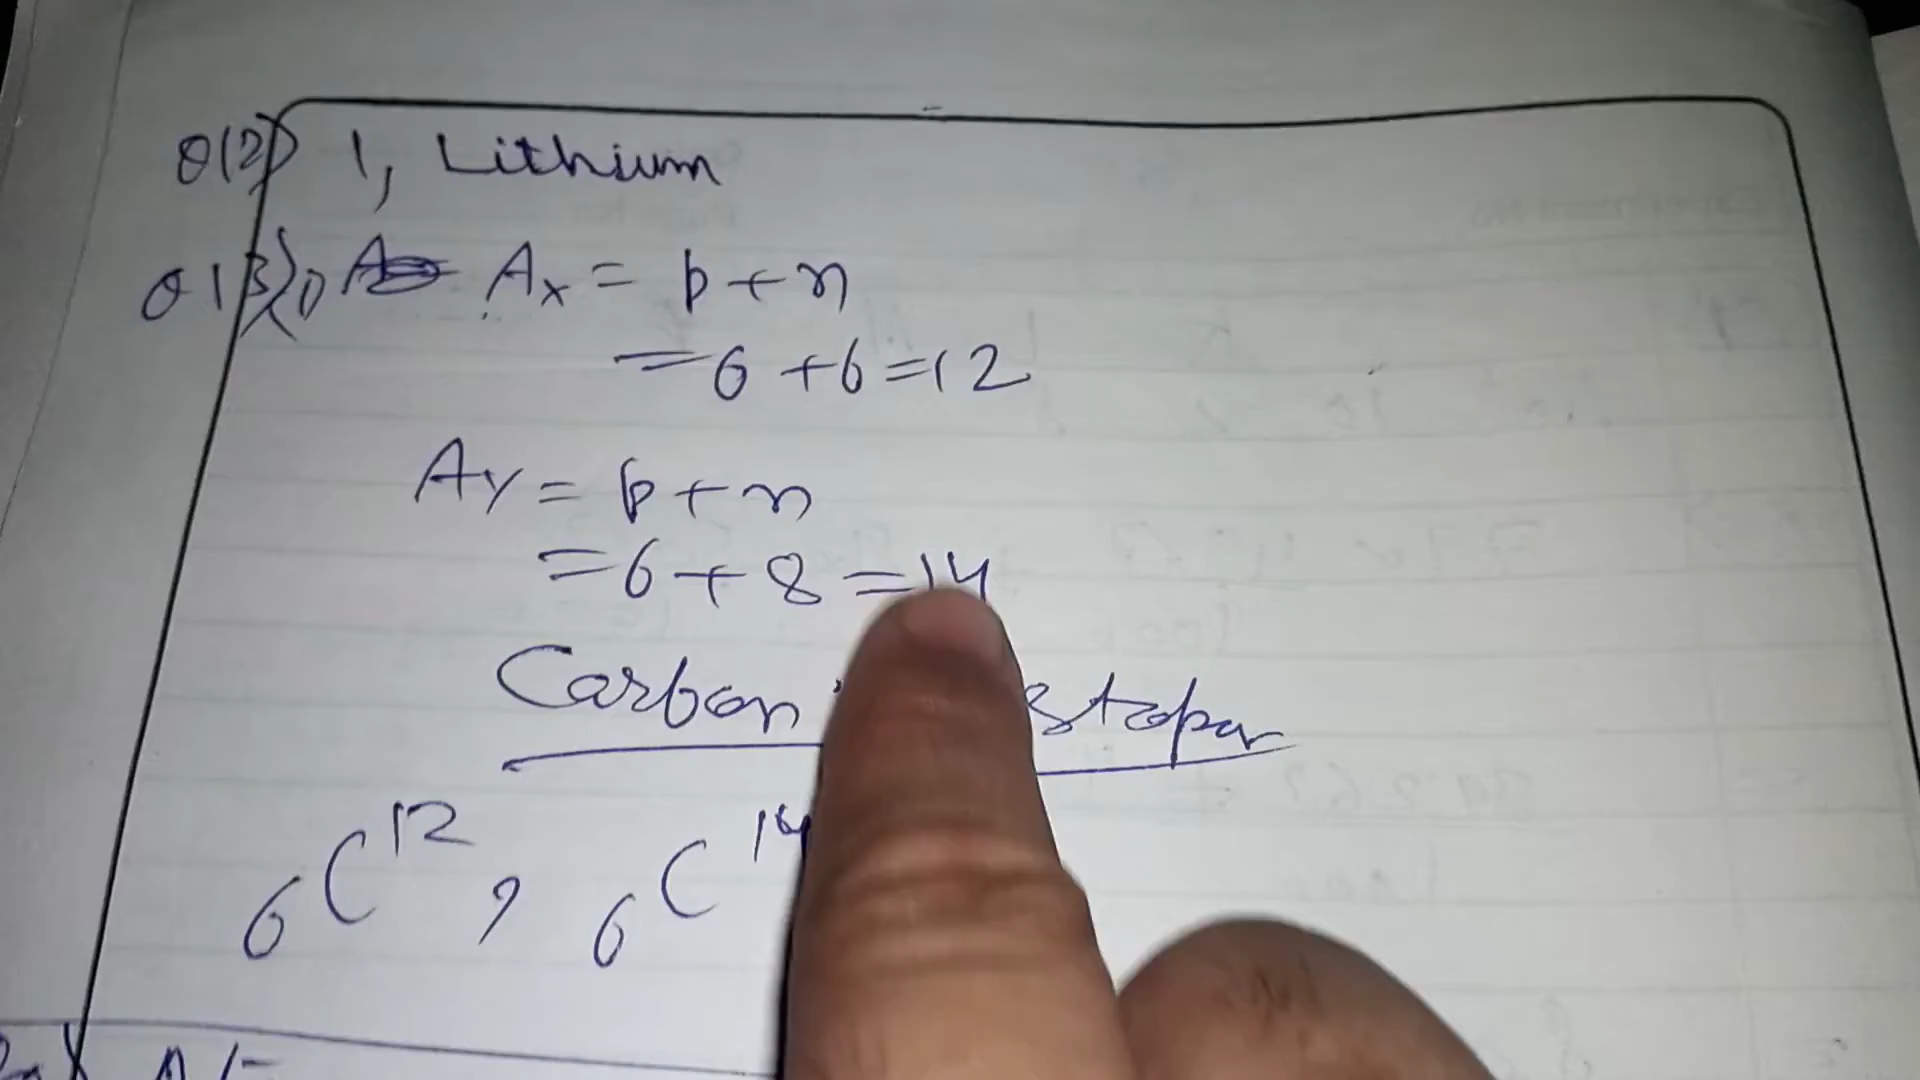 Q12) 1, Lithium
Q13) Ax = p + n
= 6 + 6 = 12
Ay = p + n
= 6 + 8 = 14
Carbon
6C12, 6C14